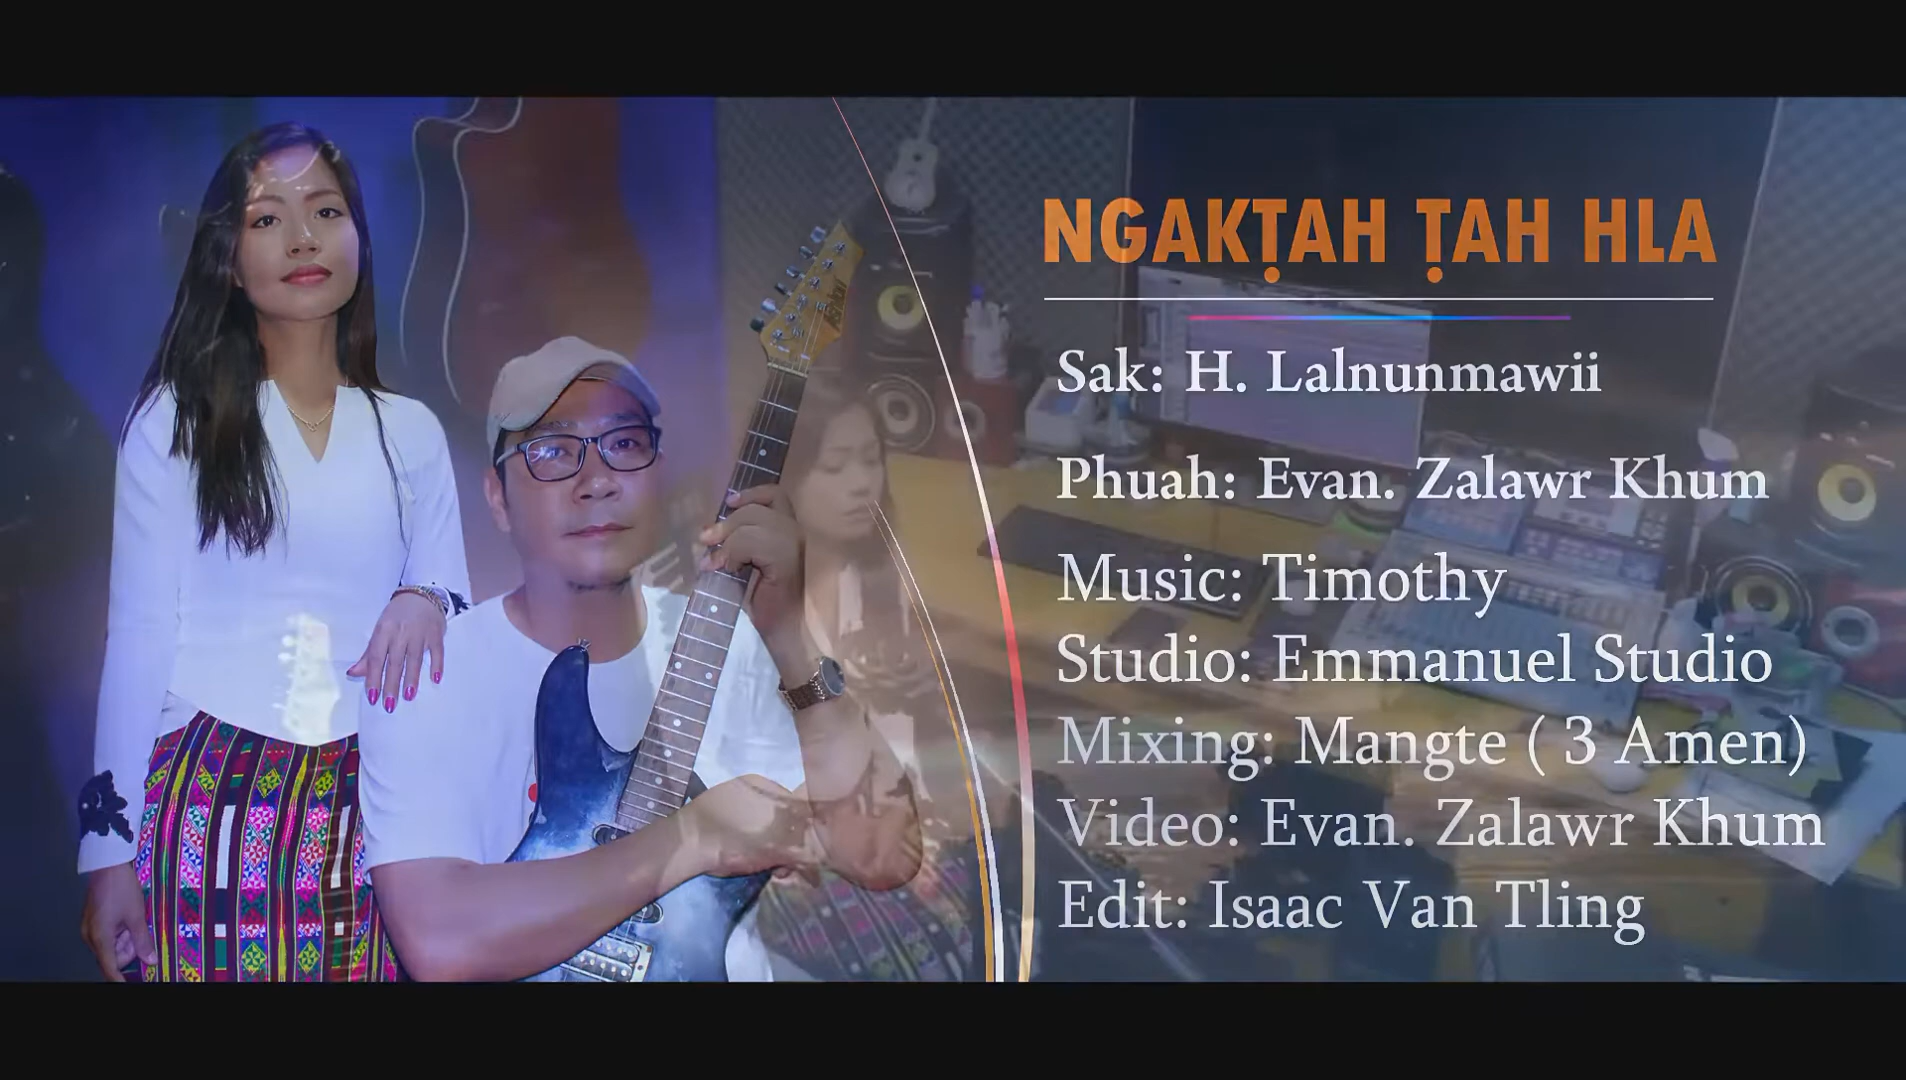 NGAKṬAH ṬAH HLA
Sak: H. Lalnunmawii
Phuah: Evan. Zalawr Khum
Music: Timothy
Studio: Emmanuel Studio
Mixing: Mangte ( 3 Amen)
Video: Evan. Zalawr Khum
Edit: Isaac Van Tling